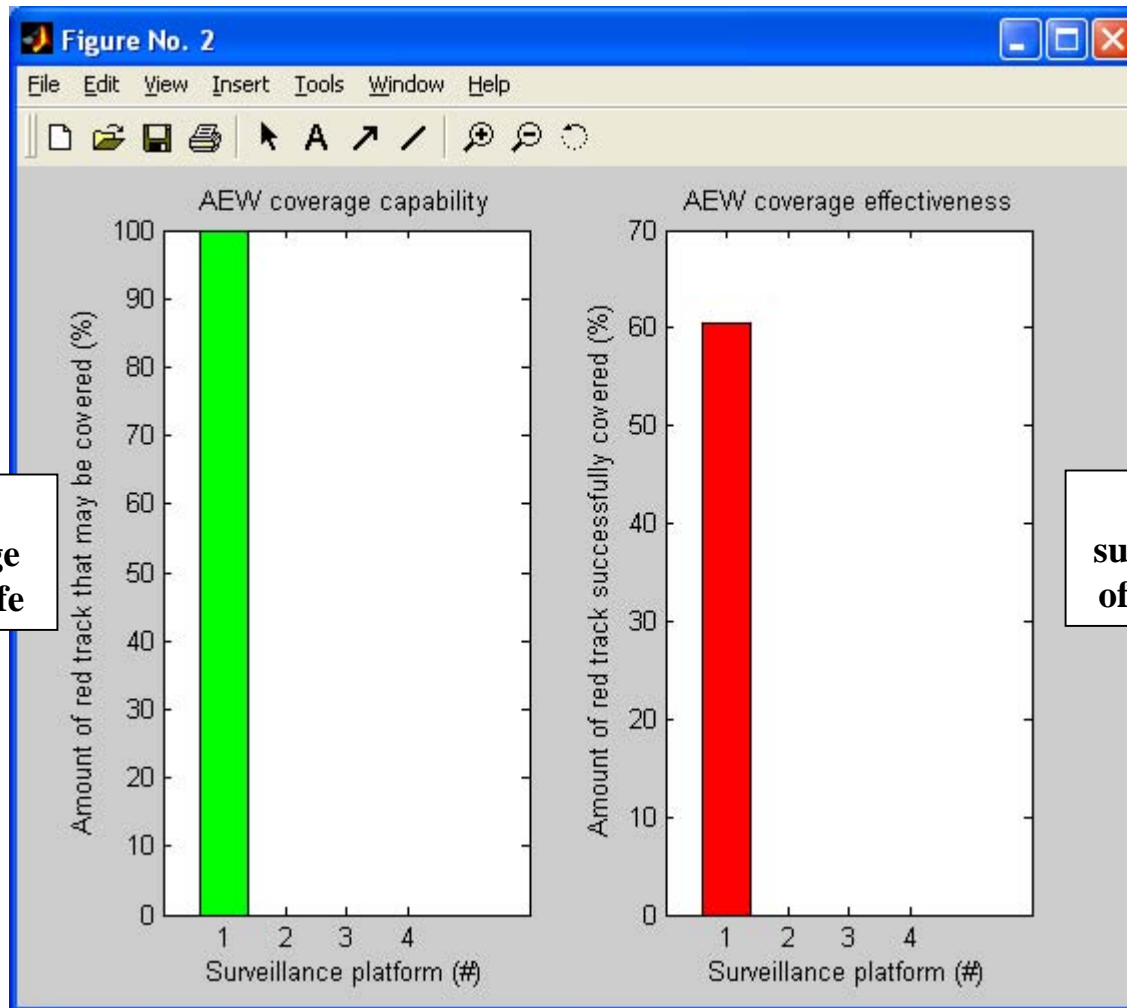 Figure No. 2
File Edit View Insert Tools Window Help
A
AEW coverage capability
100
90
80
70
60
50
40
30
20
10
0
Amount of red track that may be covered (%)
1 2 3 4
Surveillance platform (#)
AEW coverage effectiveness
70
60
50
40
30
20
10
0
Amount of red track successfully covered (%)
1 2 3 4
Surveillance platform (#)
of